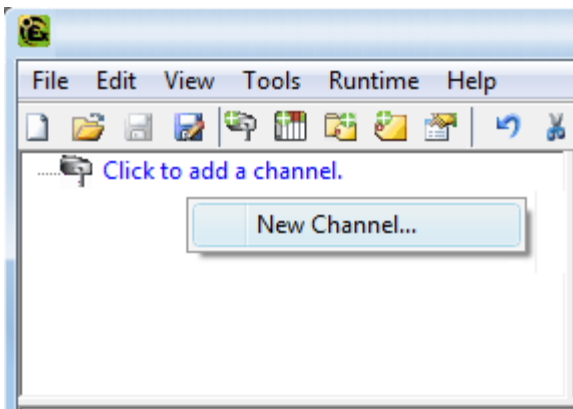 File Edit View Tools Runtime Help
Click to add a channel.
New Channel...